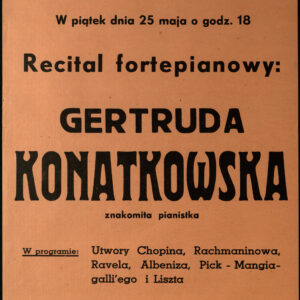 W piątek dnia 25 maja o godz. 18
Recital fortepianowy:
GERTRUDA
KONATKOWSKA
znakomita pianistka
W programie: Utwory Chopina, Rachmaninowa,
Ravela, Albeniza, Pick - Mangia-
galli'ego i Liszta